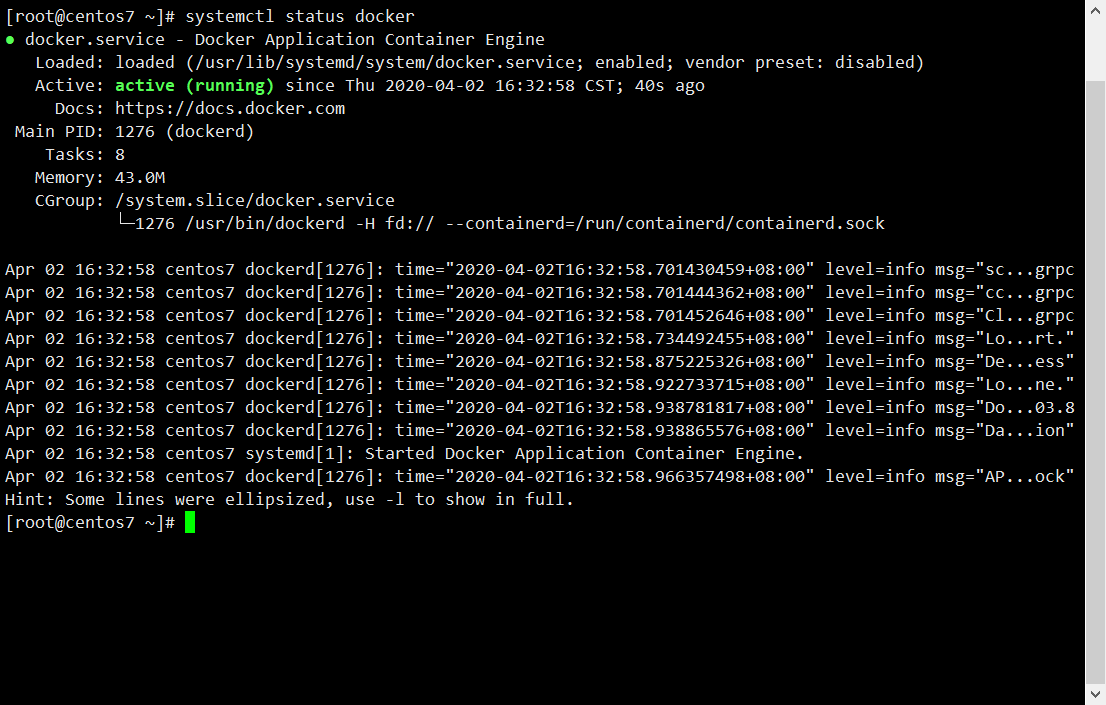 [root@centos7 ~]# systemctl status docker
● docker.service - Docker Application Container Engine
   Loaded: loaded (/usr/lib/systemd/system/docker.service; enabled; vendor preset: disabled)
   Active: active (running) since Thu 2020-04-02 16:32:58 CST; 40s ago
     Docs: https://docs.docker.com
 Main PID: 1276 (dockerd)
    Tasks: 8
   Memory: 43.0M
   CGroup: /system.slice/docker.service
           └─1276 /usr/bin/dockerd -H fd:// --containerd=/run/containerd/containerd.sock

Apr 02 16:32:58 centos7 dockerd[1276]: time="2020-04-02T16:32:58.701430459+08:00" level=info msg="sc...grpc
Apr 02 16:32:58 centos7 dockerd[1276]: time="2020-04-02T16:32:58.701444362+08:00" level=info msg="cc...grpc
Apr 02 16:32:58 centos7 dockerd[1276]: time="2020-04-02T16:32:58.701452646+08:00" level=info msg="Cl...grpc
Apr 02 16:32:58 centos7 dockerd[1276]: time="2020-04-02T16:32:58.734492455+08:00" level=info msg="Lo...rt."
Apr 02 16:32:58 centos7 dockerd[1276]: time="2020-04-02T16:32:58.875225326+08:00" level=info msg="De...ess"
Apr 02 16:32:58 centos7 dockerd[1276]: time="2020-04-02T16:32:58.922733715+08:00" level=info msg="Lo...ne."
Apr 02 16:32:58 centos7 dockerd[1276]: time="2020-04-02T16:32:58.938781817+08:00" level=info msg="Do...03.8
Apr 02 16:32:58 centos7 dockerd[1276]: time="2020-04-02T16:32:58.938865576+08:00" level=info msg="Da...ion"
Apr 02 16:32:58 centos7 systemd[1]: Started Docker Application Container Engine.
Apr 02 16:32:58 centos7 dockerd[1276]: time="2020-04-02T16:32:58.966357498+08:00" level=info msg="AP...ock"
Hint: Some lines were ellipsized, use -l to show in full.
[root@centos7 ~]#